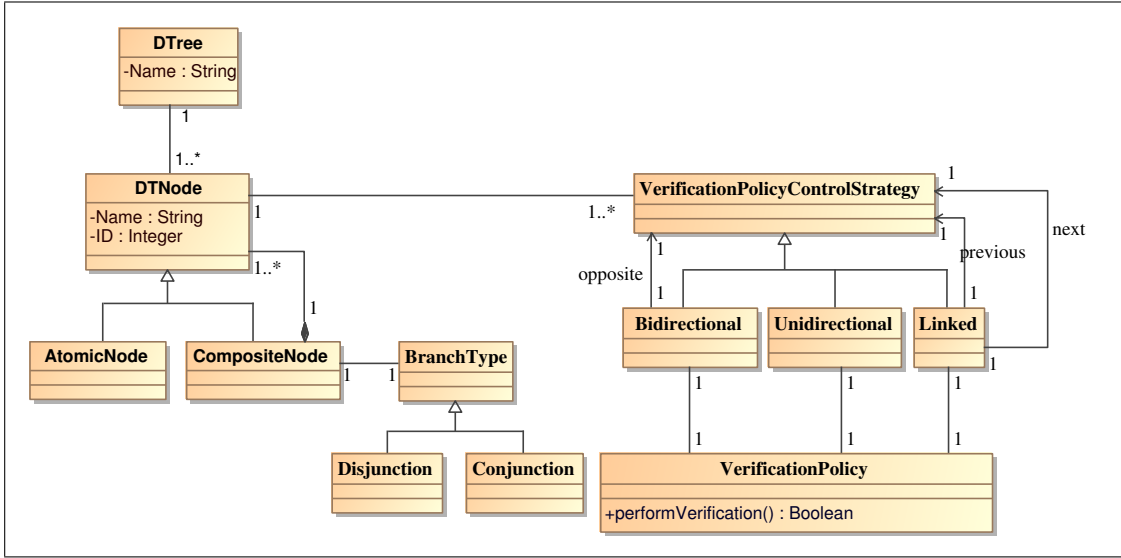 DTree
-Name : String
1
1..*
DTNode
-Name : String
-ID : Integer
1
1..*
VerificationPolicyControlStrategy
1
1
next
previous
1..*
1
opposite
1
1
1
1
AtomicNode
CompositeNode
1
1
BranchType
Bidirectional
Unidirectional
Linked
1
1
1
1
1
1
1
Disjunction
Conjunction
VerificationPolicy
+performVerification() : Boolean